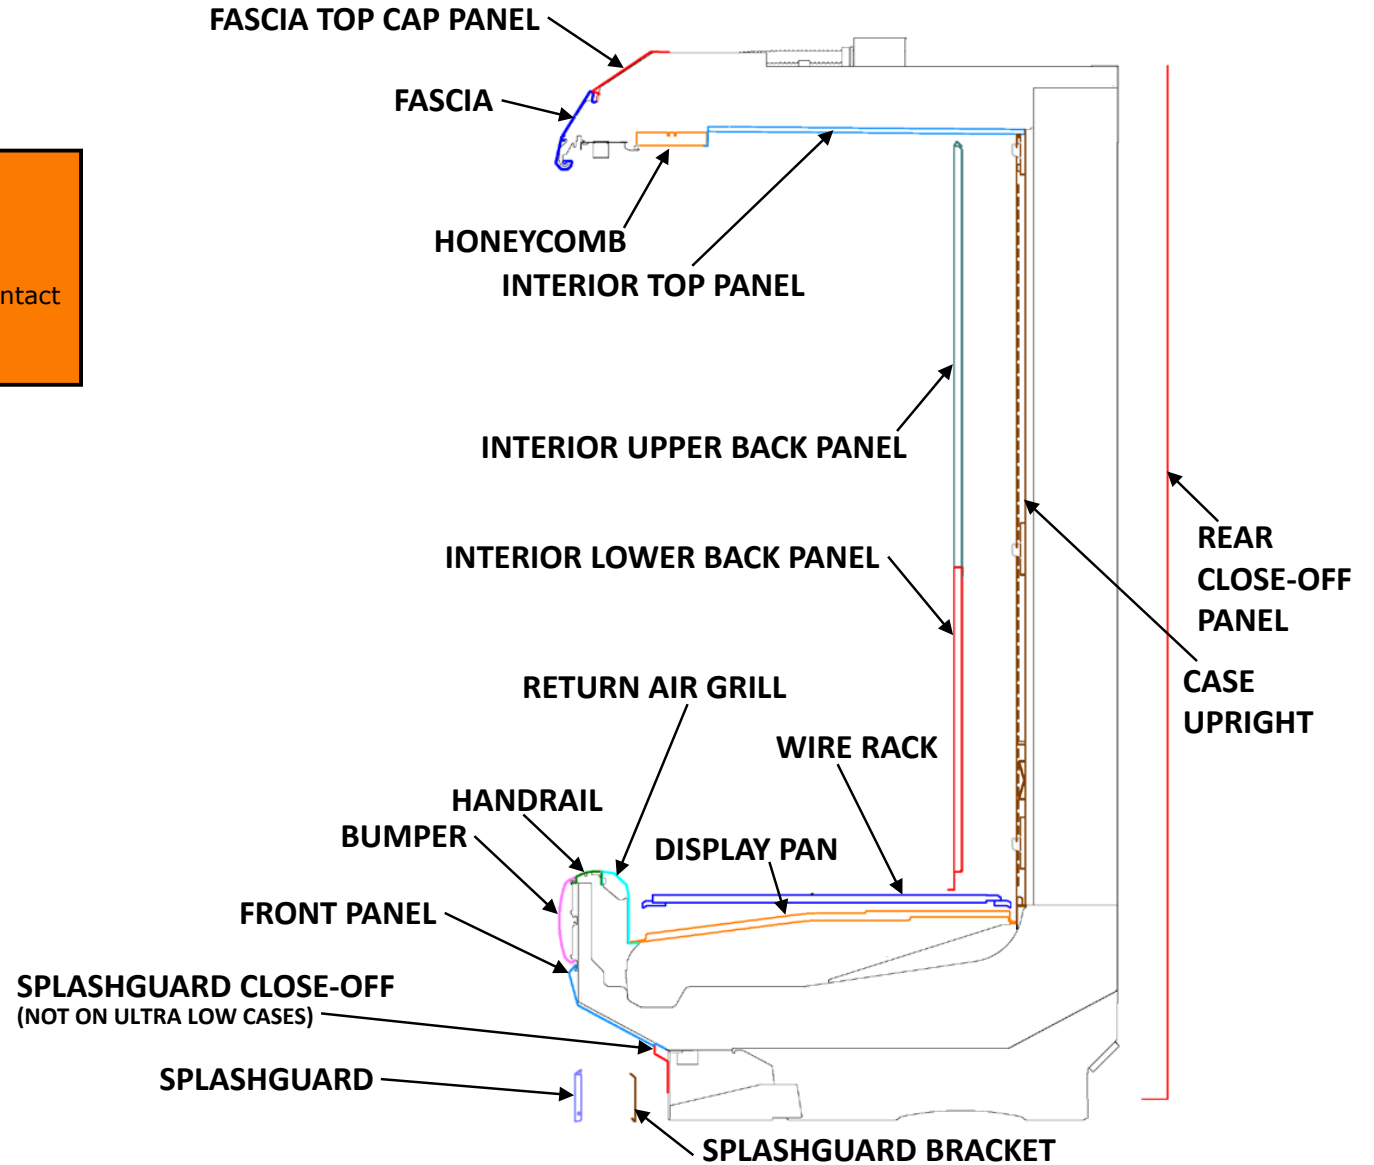 FASCIA TOP CAP PANEL
FASCIA
ntact
HONEYCOMB
INTERIOR TOP PANEL
INTERIOR UPPER BACK PANEL
INTERIOR LOWER BACK PANEL
REAR
CLOSE-OFF
PANEL
CASE
UPRIGHT
RETURN AIR GRILL
WIRE RACK
HANDRAIL
BUMPER
DISPLAY PAN
FRONT PANEL
SPLASHGUARD CLOSE-OFF
(NOT ON ULTRA LOW CASES)
SPLASHGUARD
SPLASHGUARD BRACKET